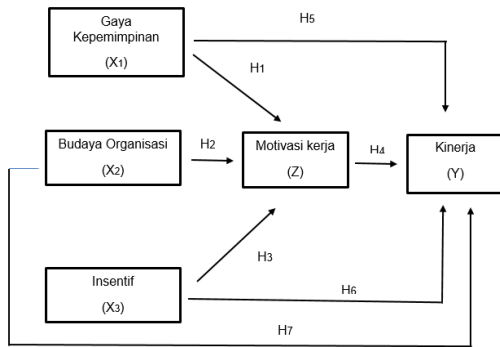 Gaya
Kepemimpinan
(X1)
H5
H1
Budaya Organisasi
(X2)
H2
Motivasi kerja
(Z)
H4
Kinerja
(Y)
H3
Insentif
(X3)
H6
H7